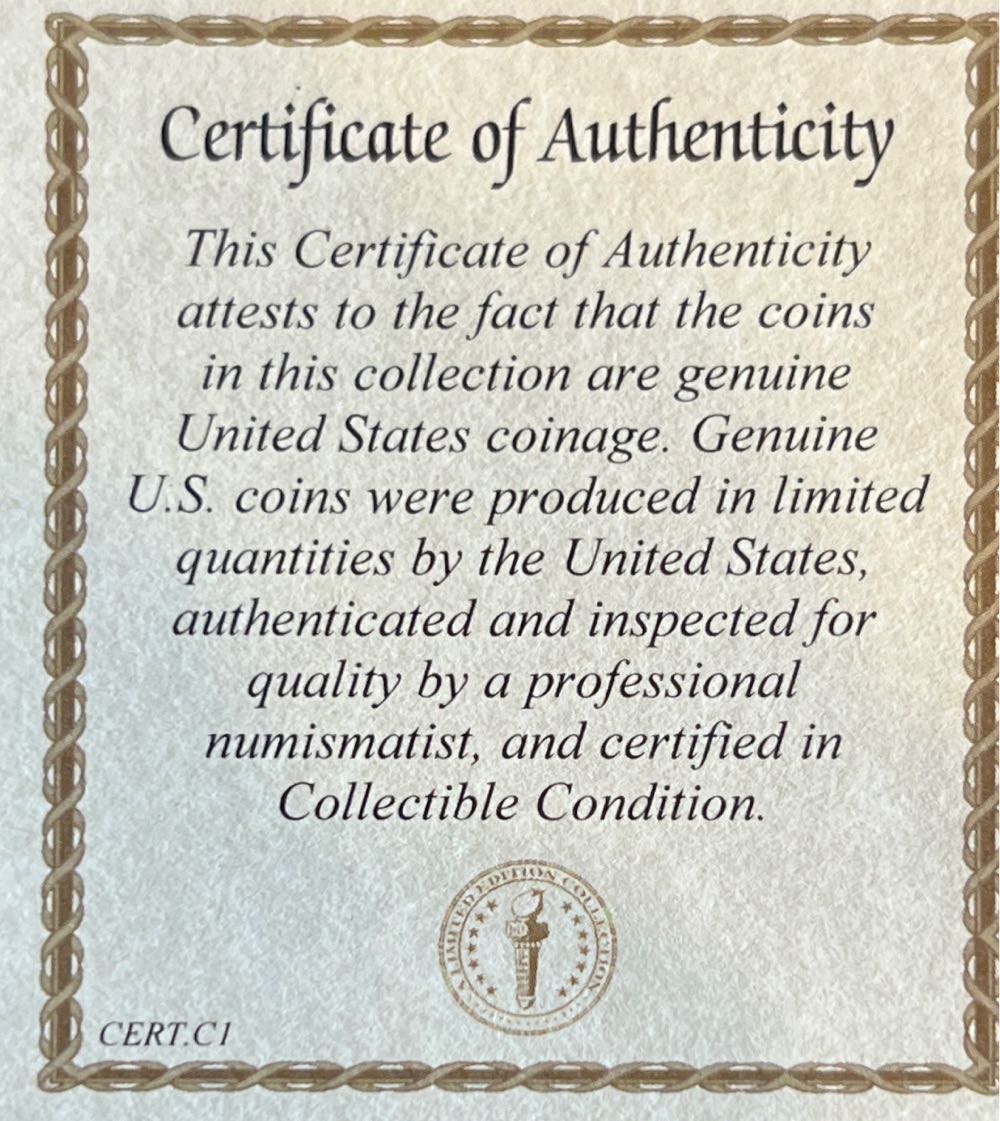 Certificate of Authenticity
This Certificate of Authenticity
attests to the fact that the coins
in this collection are genuine
United States coinage. Genuine
U.S. coins were produced in limited
quantities by the United States,
authenticated and inspected for
quality by a professional
numismatist, and certified in
Collectible Condition.
A LIMITED EDITION COLLECTION
CERT.C1